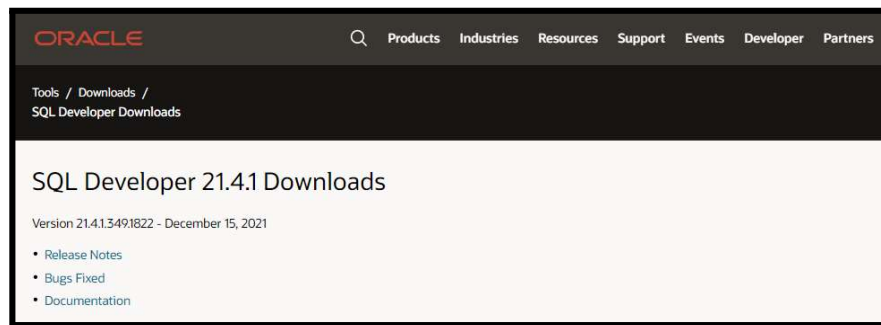 ORACLE Products Industries Resources Support Events Developer Partners
Tools / Downloads /
SQL Developer Downloads
SQL Developer 21.4.1 Downloads
Version 21.4.1.349.1822 - December 15, 2021
• Release Notes
• Bugs Fixed
• Documentation